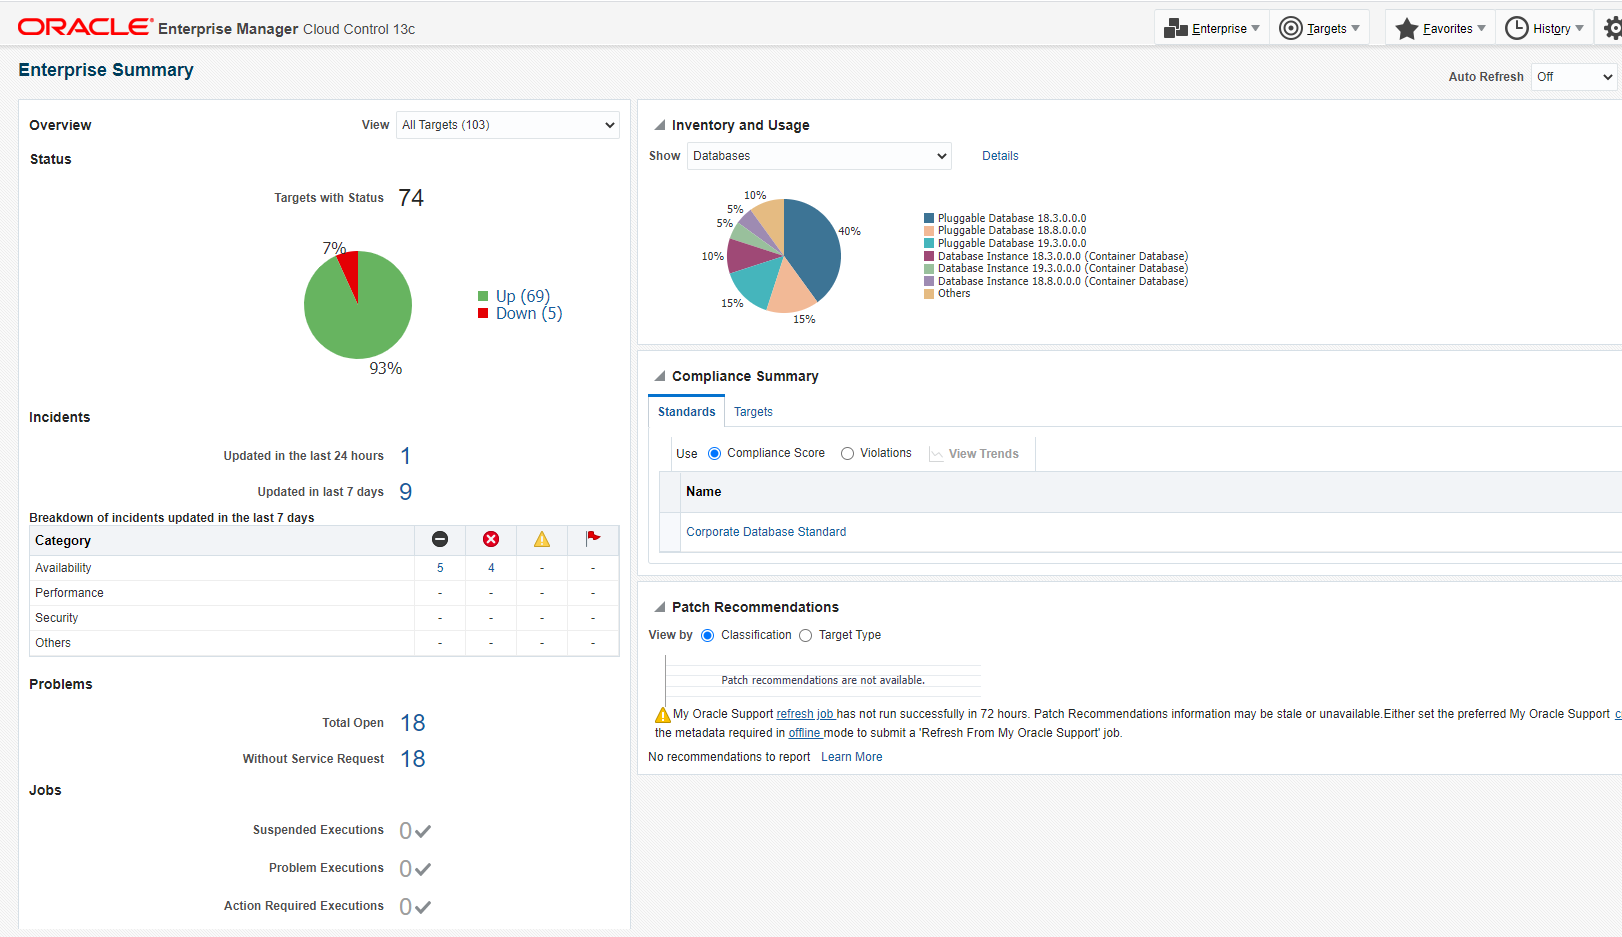 ORACLE Enterprise Manager Cloud Control 13c
Enterprise Targets Favorites History
Enterprise Summary
Auto Refresh Off
Overview
View All Targets (103)
Status
Targets with Status 74
7%
93%
Up (69)
Down (5)
Incidents
Updated in the last 24 hours 1
Updated in last 7 days 9
Breakdown of incidents updated in the last 7 days
Category
Availability 5 4 - -
Performance - - - -
Security - - - -
Others - - - -
Problems
Total Open 18
Without Service Request 18
Jobs
Suspended Executions 0
Problem Executions 0
Action Required Executions 0
Inventory and Usage
Show Databases Details
10%
5%
5%
40%
10%
15%
15%
Pluggable Database 18.3.0.0.0
Pluggable Database 18.8.0.0.0
Pluggable Database 19.3.0.0.0
Database Instance 18.3.0.0.0 (Container Database)
Database Instance 19.3.0.0.0 (Container Database)
Database Instance 18.8.0.0.0 (Container Database)
Others
Compliance Summary
Standards Targets
Use Compliance Score Violations View Trends
Name
Corporate Database Standard
Patch Recommendations
View by Classification Target Type
Patch recommendations are not available.
My Oracle Support refresh job has not run successfully in 72 hours. Patch Recommendations information may be stale or unavailable.Either set the preferred My Oracle Support
the metadata required in offline mode to submit a 'Refresh From My Oracle Support' job.
No recommendations to report Learn More